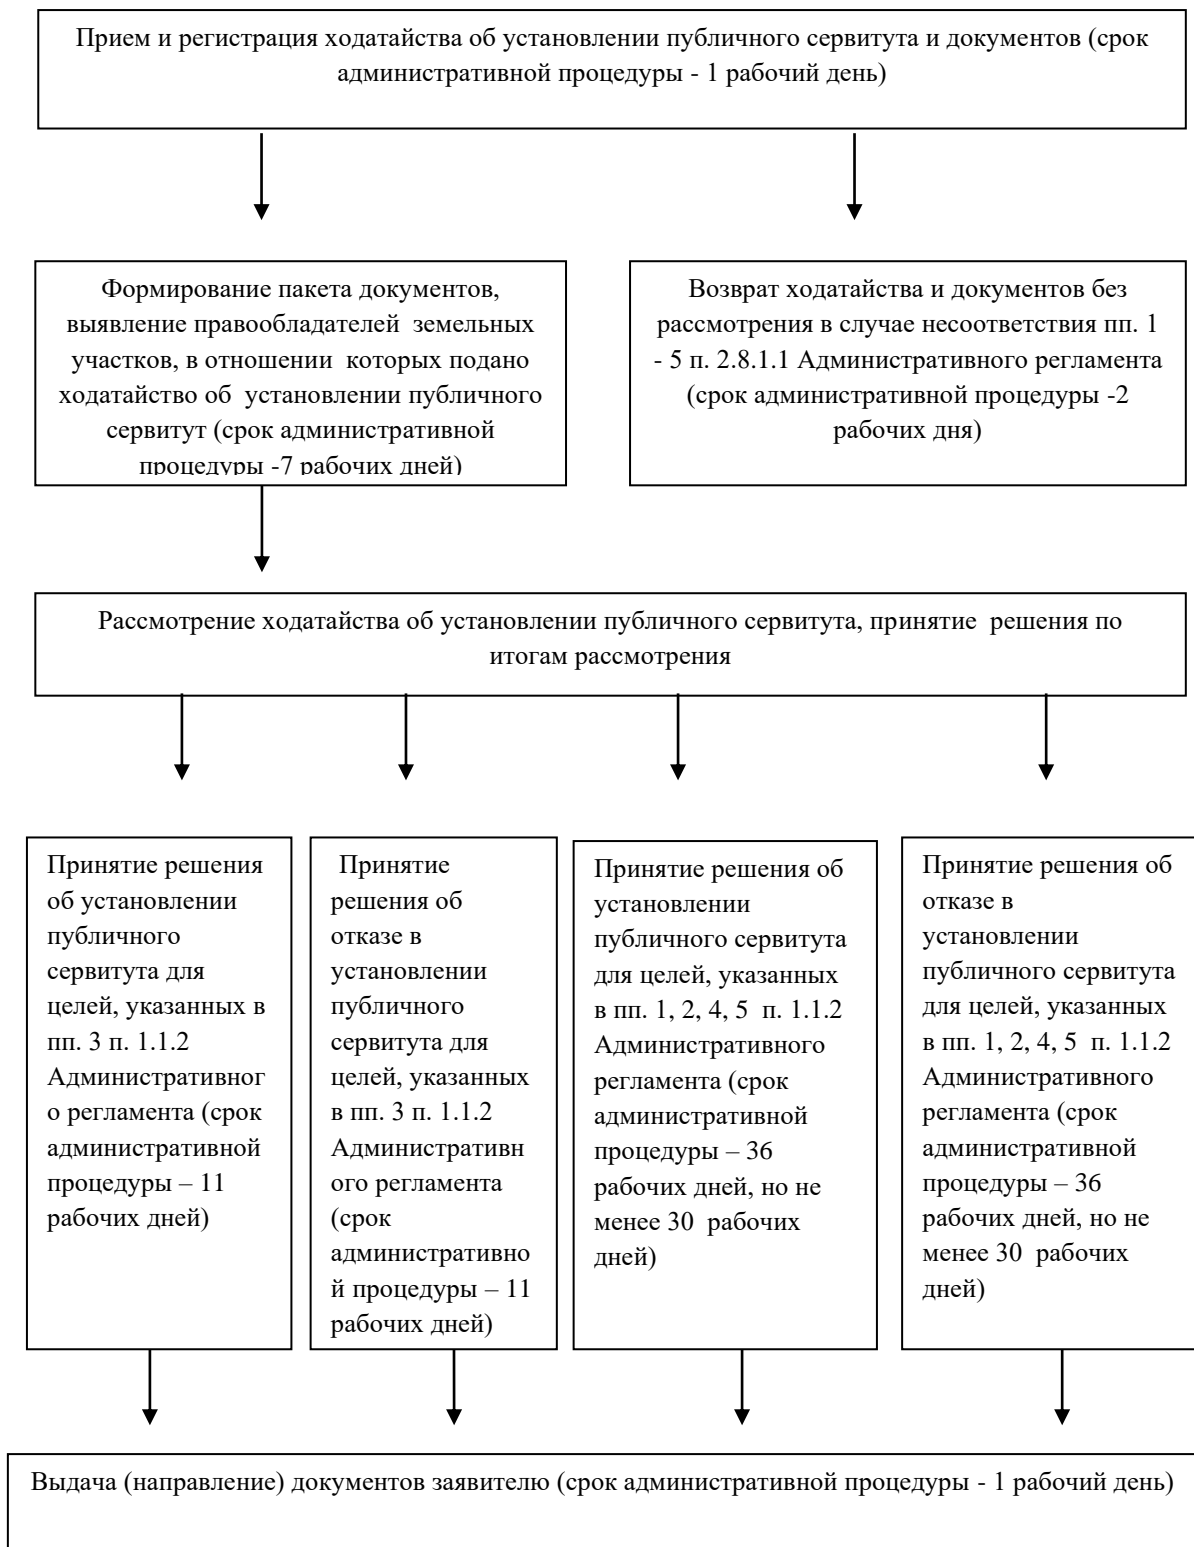 Прием и регистрация ходатайства об установлении публичного сервитута и документов (срок
административной процедуры - 1 рабочий день)
Формирование пакета документов,
выявление правообладателей земельных
участков, в отношении которых подано
ходатайство об установлении публичного
сервитут (срок административной
процедуры -7 рабочих дней)
Возврат ходатайства и документов без
рассмотрения в случае несоответствия пп. 1
- 5 п. 2.8.1.1 Административного регламента
(срок административной процедуры -2
рабочих дня)
Рассмотрение ходатайства об установлении публичного сервитута, принятие решения по
итогам рассмотрения
Принятие решения
об установлении
публичного
сервитута для
целей, указанных в
пп. 3 п. 1.1.2
Административног
о регламента (срок
административной
процедуры – 11
рабочих дней)
Принятие
решения об
отказе в
установлении
публичного
сервитута для
целей, указанных
в пп. 3 п. 1.1.2
Административн
ого регламента
(срок
административно
й процедуры – 11
рабочих дней)
Принятие решения об
установлении
публичного сервитута
для целей, указанных
в пп. 1, 2, 4, 5 п. 1.1.2
Административного
регламента (срок
административной
процедуры – 36
рабочих дней, но не
менее 30 рабочих
дней)
Принятие решения об
отказе в
установлении
публичного сервитута
для целей, указанных
в пп. 1, 2, 4, 5 п. 1.1.2
Административного
регламента (срок
административной
процедуры – 36
рабочих дней, но не
менее 30 рабочих
дней)
Выдача (направление) документов заявителю (срок административной процедуры - 1 рабочий день)